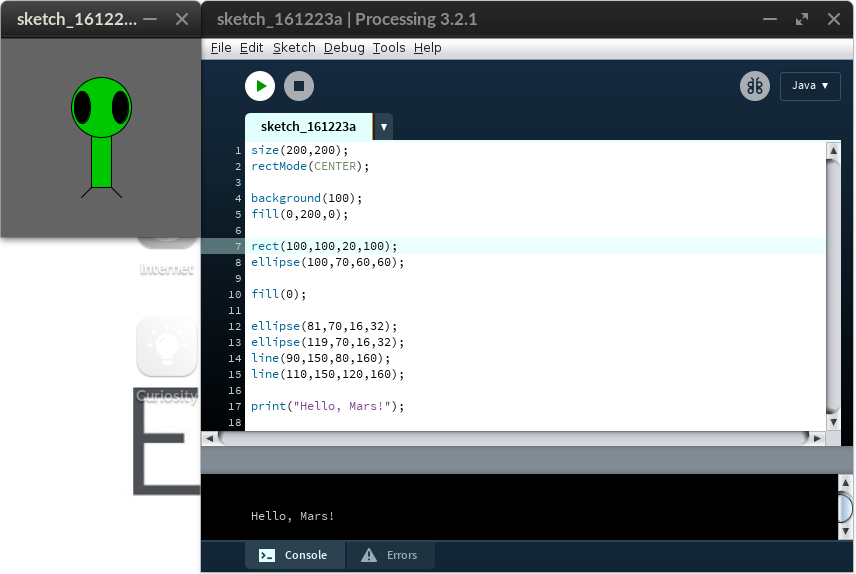 sketch_16122...
Internet
Curiosity
E
sketch_161223a | Processing 3.2.1
File Edit Sketch Debug Tools Help
Java ▾
sketch_161223a ▾
1 size(200,200);
2 rectMode(CENTER);
3
4 background(100);
5 fill(0,200,0);
6
7 rect(100,100,20,100);
8 ellipse(100,70,60,60);
9
10 fill(0);
11
12 ellipse(81,70,16,32);
13 ellipse(119,70,16,32);
14 line(90,150,80,160);
15 line(110,150,120,160);
16
17 print("Hello, Mars!");
18
Hello, Mars!
Console
Errors